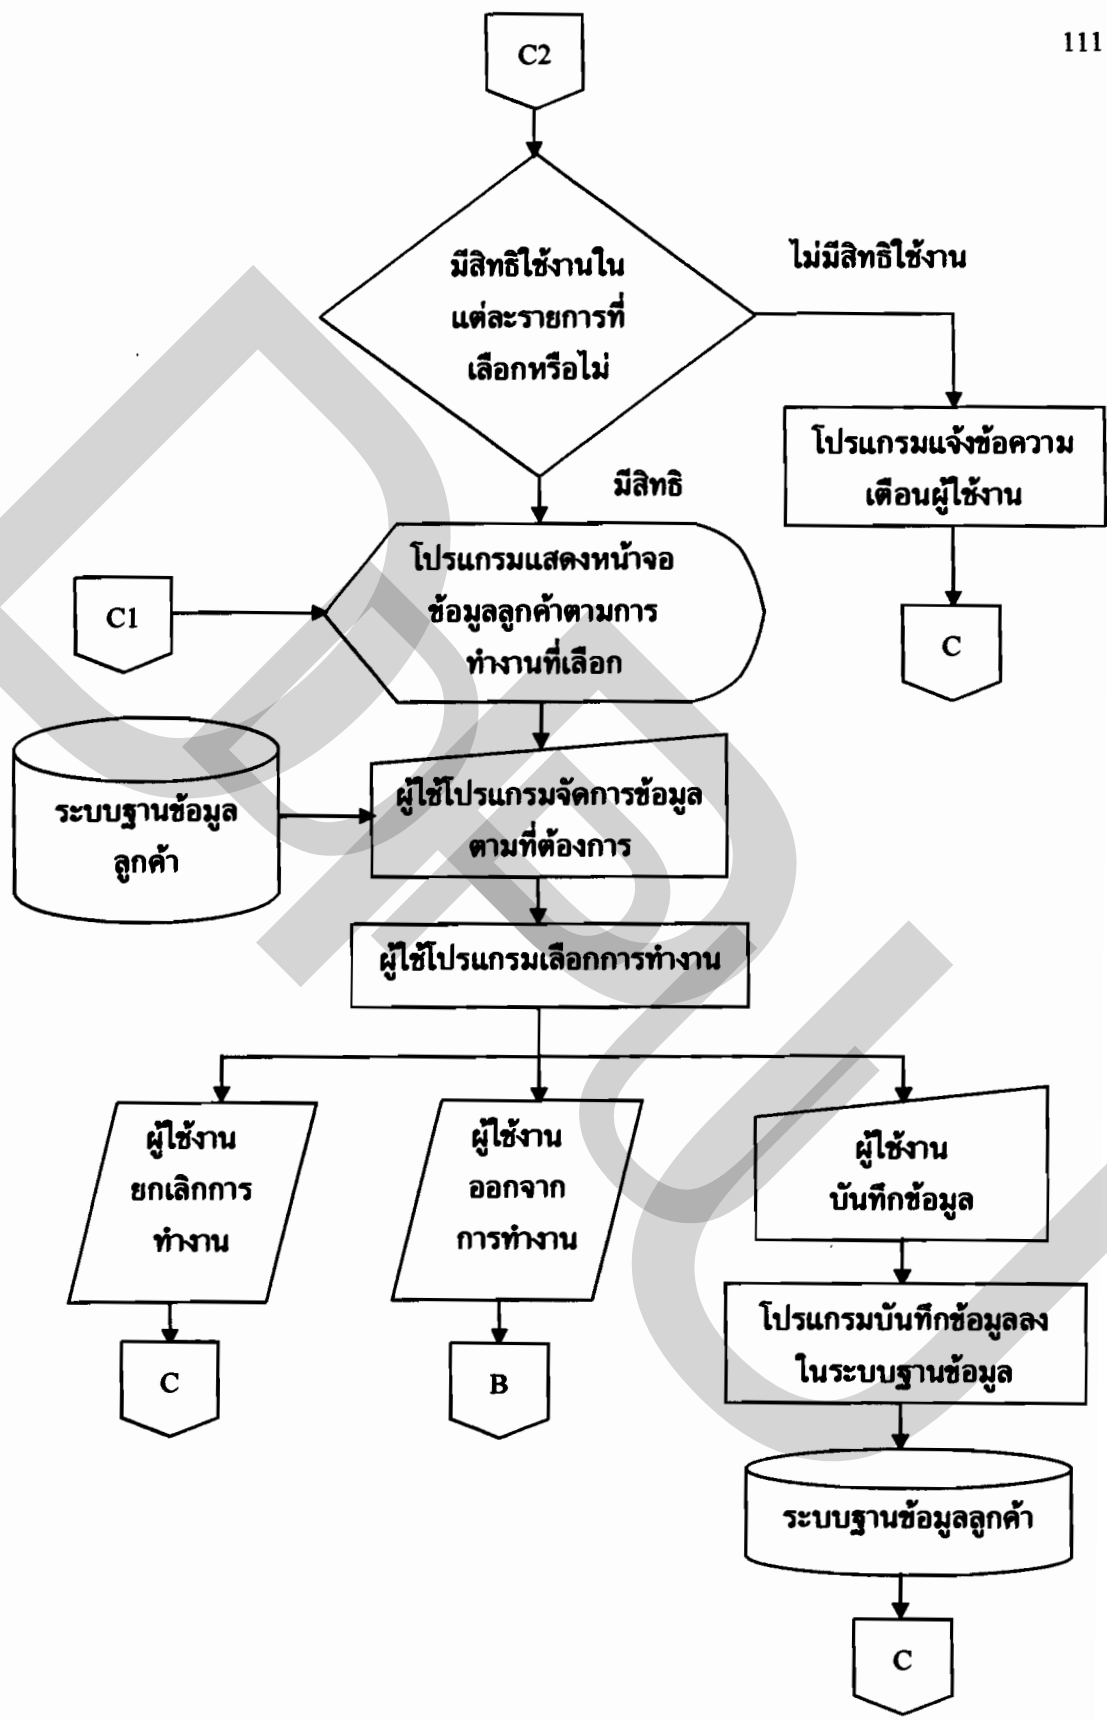 111
C2
มีสิทธิใช้งานใน
แต่ละรายการที่
เลือกหรือไม่
ไม่มีสิทธิใช้งาน
โปรแกรมแจ้งข้อความ
เตือนผู้ใช้งาน
C
มีสิทธิ
โปรแกรมแสดงหน้าจอ
ข้อมูลลูกค้าตามการ
ทำงานที่เลือก
C1
ระบบฐานข้อมูล
ลูกค้า
ผู้ใช้โปรแกรมจัดการข้อมูล
ตามที่ต้องการ
ผู้ใช้โปรแกรมเลือกการทำงาน
ผู้ใช้งาน
ยกเลิกการ
ทำงาน
C
ผู้ใช้งาน
ออกจาก
การทำงาน
B
ผู้ใช้งาน
บันทึกข้อมูล
โปรแกรมบันทึกข้อมูลลง
ในระบบฐานข้อมูล
ระบบฐานข้อมูลลูกค้า
C
DPU